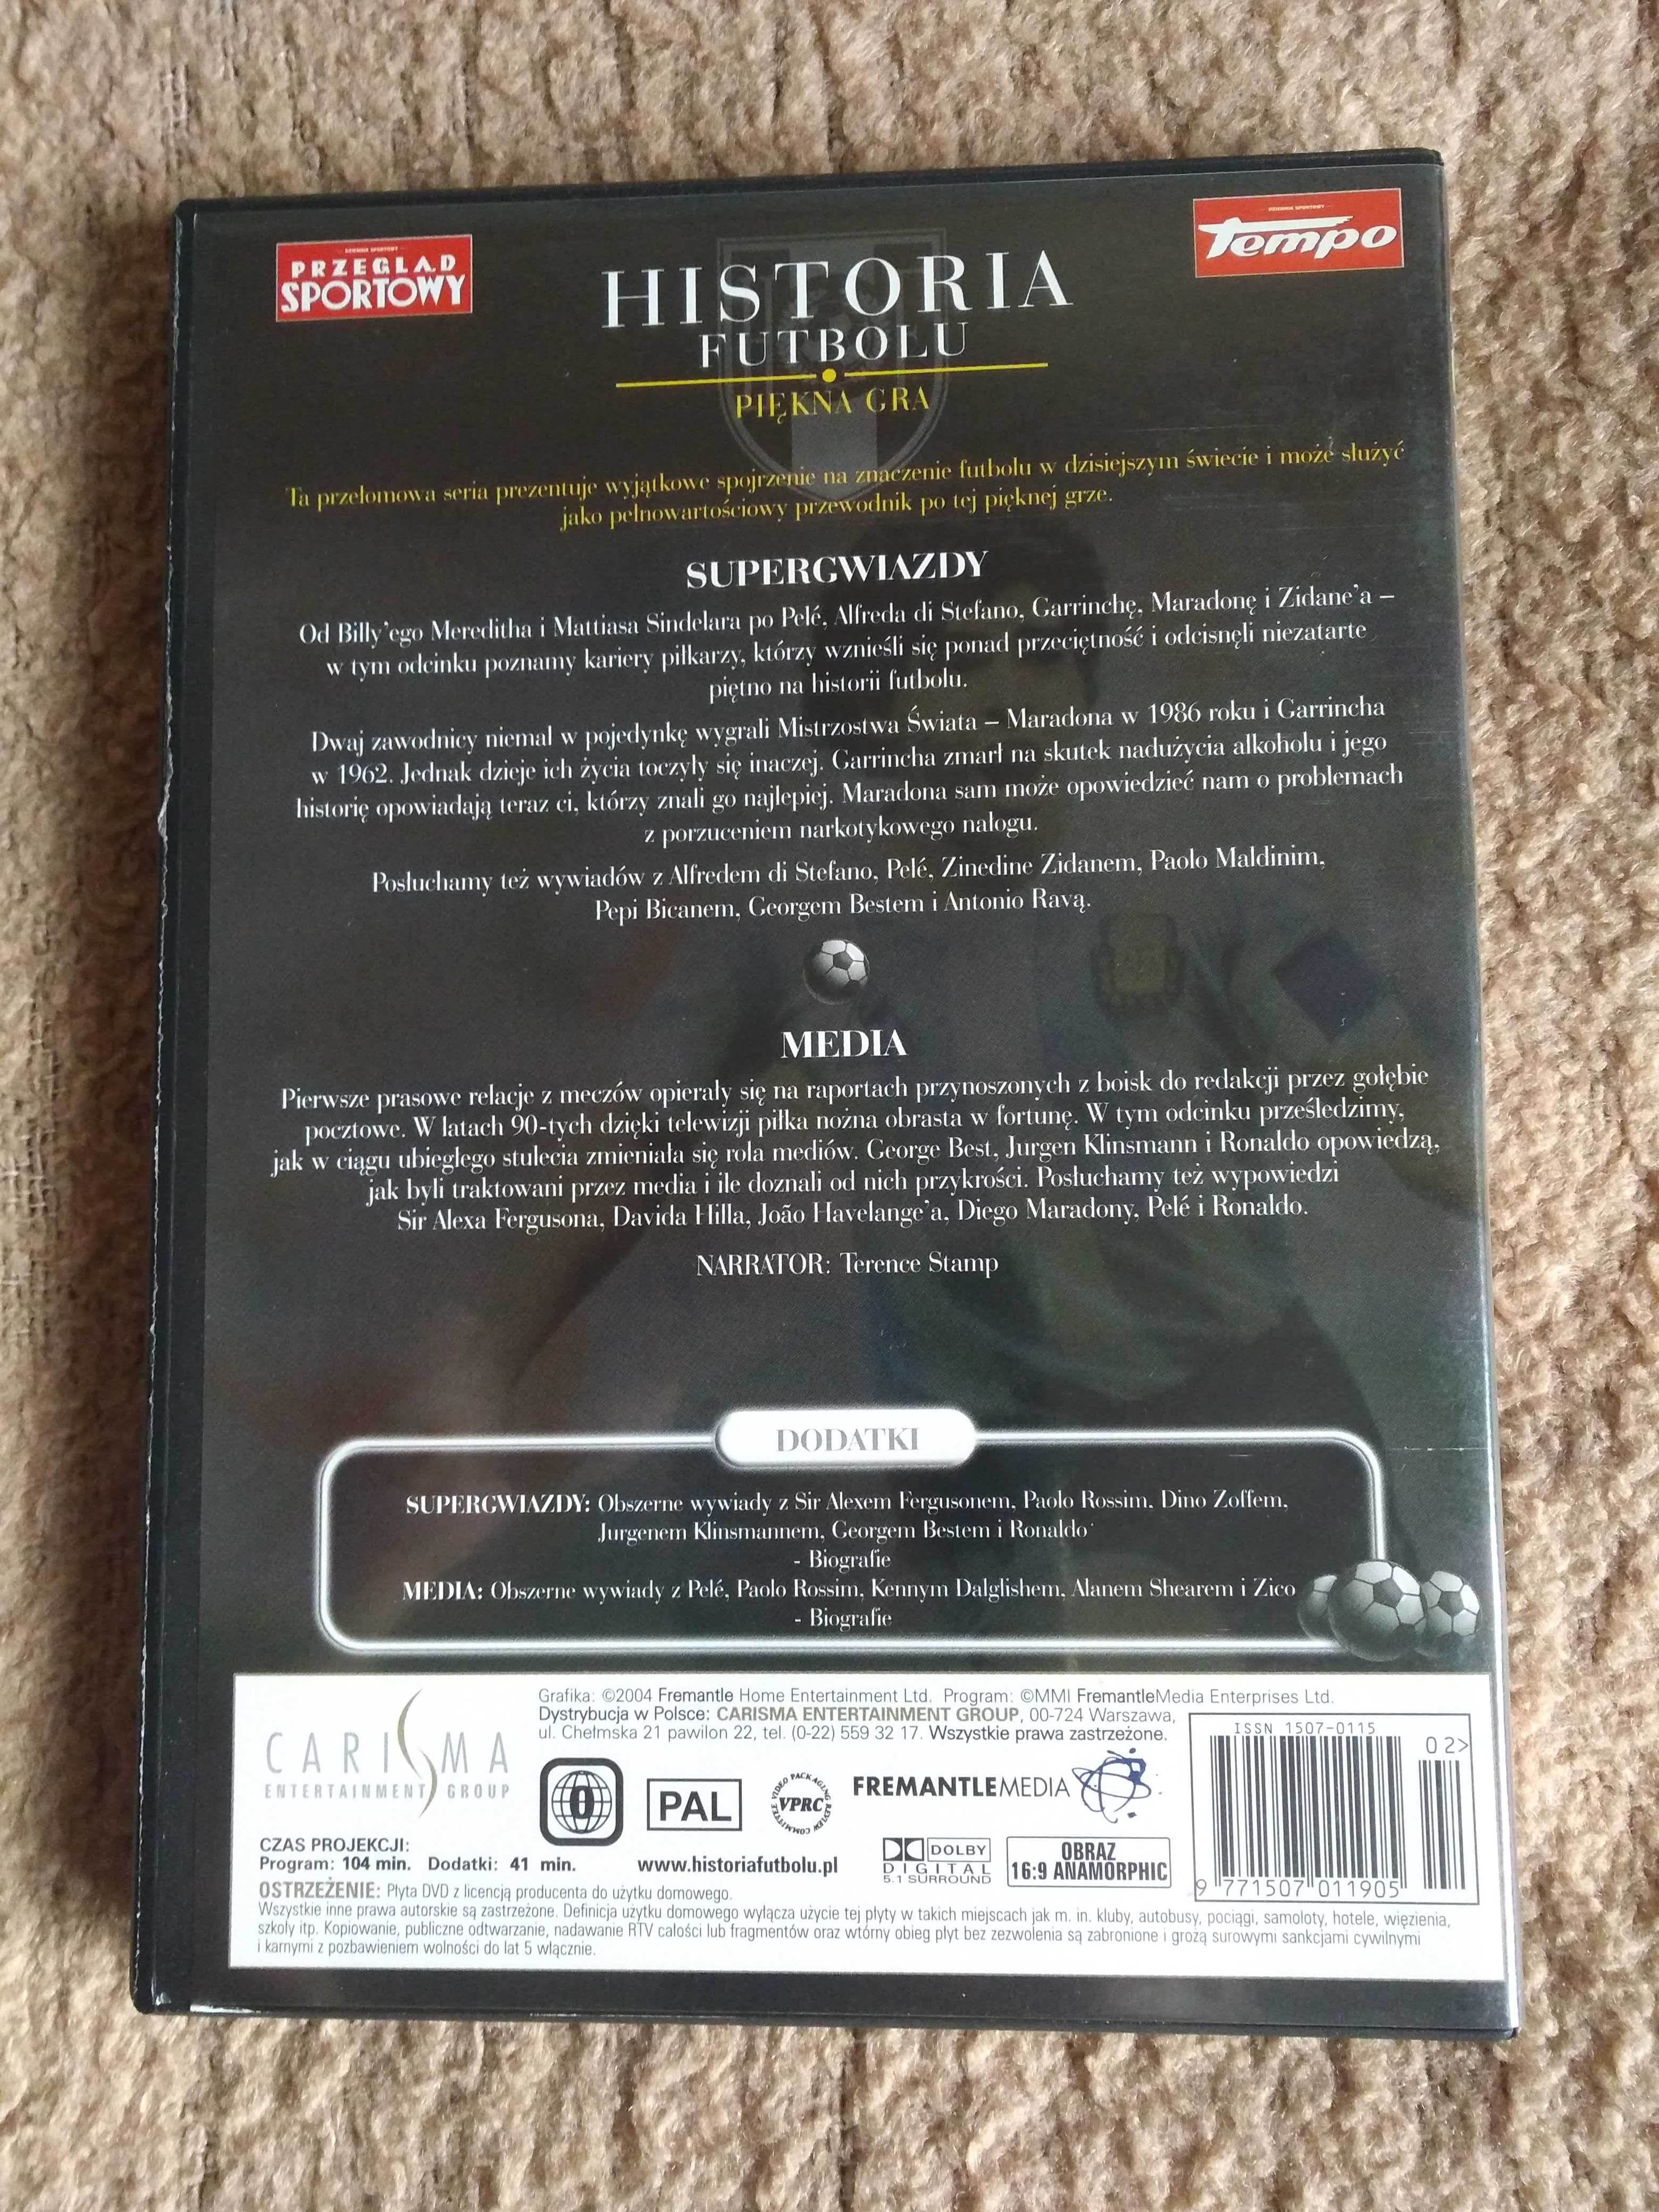 DZIENNIK SPORTOWY
PRZEGLĄD
SPORTOWY
DZIENNIK SPORTOWY
Tempo
HISTORIA
FUTBOLU
PIĘKNA GRA
Ta przełomowa seria prezentuje wyjątkowe spojrzenie na znaczenie futbolu w dzisiejszym świecie i może służyć
jako pełnowartościowy przewodnik po tej pięknej grze.
SUPERGWIAZDY
Od Billy'ego Mereditha i Mattiasa Sindelara po Pelé, Alfreda di Stefano, Garrinchę, Maradonę i Zidane'a –
w tym odcinku poznamy kariery piłkarzy, którzy wznieśli się ponad przeciętność i odcisnęli niezatarte
piętno na historii futbolu.
Dwaj zawodnicy niemal w pojedynkę wygrali Mistrzostwa Świata – Maradona w 1986 roku i Garrincha
w 1962. Jednak dzieje ich życia toczyły się inaczej. Garrincha zmarł na skutek nadużycia alkoholu i jego
historię opowiadają teraz ci, którzy znali go najlepiej. Maradona sam może opowiedzieć nam o problemach
z porzuceniem narkotykowego nałogu.
Posłuchamy też wywiadów z Alfredem di Stefano, Pelé, Zinedine Zidanem, Paolo Maldinim,
Pepi Bicanem, Georgem Bestem i Antonio Ravą.
MEDIA
Pierwsze prasowe relacje z meczów opierały się na raportach przynoszonych z boisk do redakcji przez gołębie
pocztowe. W latach 90-tych dzięki telewizji piłka nożna obrasta w fortunę. W tym odcinku prześledzimy,
jak w ciągu ubiegłego stulecia zmieniała się rola mediów. George Best, Jurgen Klinsmann i Ronaldo opowiedzą,
jak byli traktowani przez media i ile doznali od nich przykrości. Posłuchamy też wypowiedzi
Sir Alexa Fergusona, Davida Hilla, João Havelange'a, Diego Maradony, Pelé i Ronaldo.
NARRATOR: Terence Stamp
DODATKI
SUPERGWIAZDY: Obszerne wywiady z Sir Alexem Fergusonem, Paolo Rossim, Dino Zoffem,
Jurgenem Klinsmannem, Georgem Bestem i Ronaldo
- Biografie
MEDIA: Obszerne wywiady z Pelé, Paolo Rossim, Kennym Dalglishem, Alanem Shearem i Zico
- Biografie
CARISMA
ENTERTAINMENT GROUP
Grafika: ©2004 Fremantle Home Entertainment Ltd. Program: ©MMI FremantleMedia Enterprises Ltd.
Dystrybucja w Polsce: CARISMA ENTERTAINMENT GROUP, 00-724 Warszawa,
ul. Chełmska 21 pawilon 22, tel. (0-22) 559 32 17. Wszystkie prawa zastrzeżone.
0
PAL
VIDEO PACKAGING REVIEW COMMITTEE
VPRC
FREMANTLEMEDIA
ISSN 1507-0115
02>
9 771507 011905
CZAS PROJEKCJI:
Program: 104 min. Dodatki: 41 min.
www.historiafutbolu.pl
DOLBY
DIGITAL
5.1 SURROUND
OBRAZ
16:9 ANAMORPHIC
OSTRZEŻENIE: Płyta DVD z licencją producenta do użytku domowego.
Wszystkie inne prawa autorskie są zastrzeżone. Definicja użytku domowego wyłącza użycie tej płyty w takich miejscach jak m. in. kluby, autobusy, pociągi, samoloty, hotele, więzienia,
szkoły itp. Kopiowanie, publiczne odtwarzanie, nadawanie RTV całości lub fragmentów oraz wtórny obieg płyt bez zezwolenia są zabronione i grożą surowymi sankcjami cywilnymi
i karnymi z pozbawieniem wolności do lat 5 włącznie.